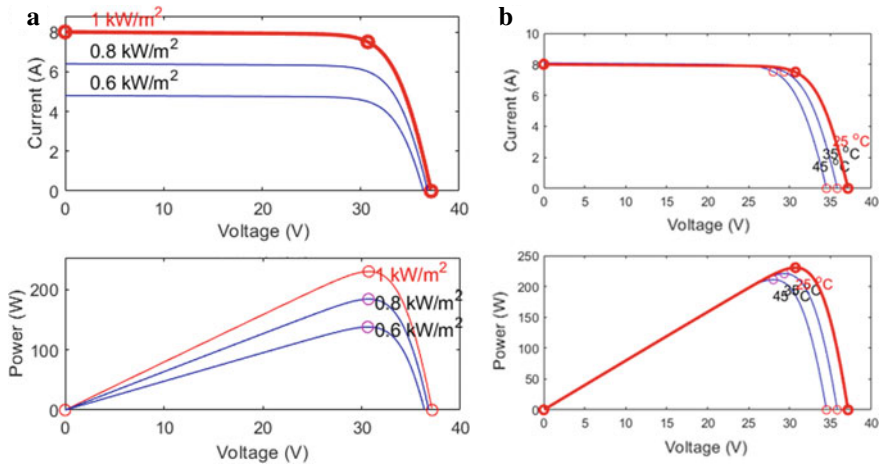 a
1 kW/m²
0.8 kW/m²
0.6 kW/m²
8
6
4
2
0
Current (A)
0 10 20 30 40
Voltage (V)
1 kW/m²
0.8 kW/m²
0.6 kW/m²
200
100
0
Power (W)
0 10 20 30 40
Voltage (V)
b
10
8
6
4
2
0
Current (A)
25 °C
35 °C
45 °C
0 5 10 15 20 25 30 35 40
Voltage (V)
250
200
150
100
50
0
Power (W)
25 °C
35 °C
45 °C
0 5 10 15 20 25 30 35 40
Voltage (V)